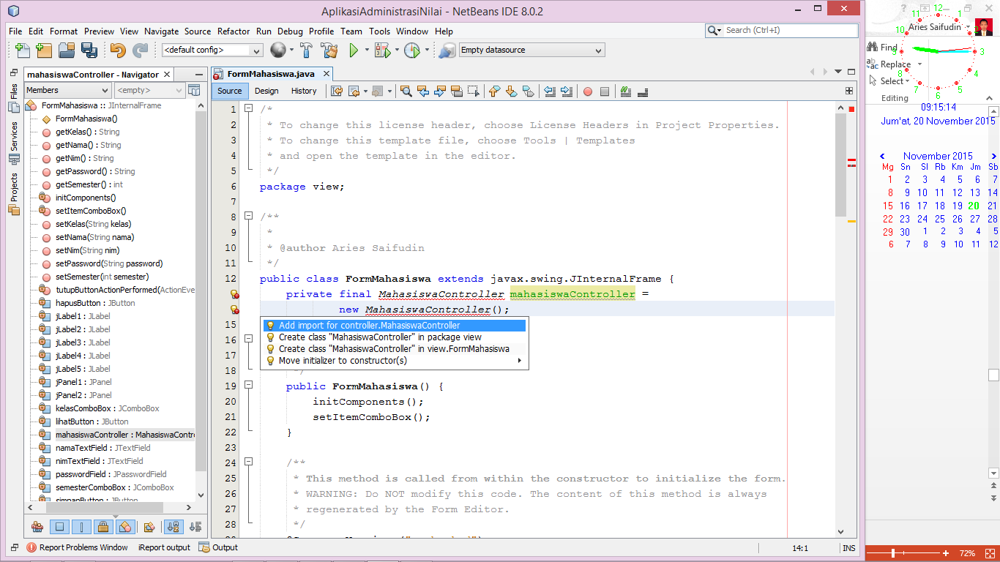 AplikasiAdministrasiNilai - NetBeans IDE 8.0.2
File Edit Format Preview View Navigate Source Refactor Run Debug Profile Team Tools Window Help
Search (Ctrl+I)
<default config>
Empty datasource
mahasiswaController - Navigator
Members
<empty>
Files
Services
Projects
FormMahasiswa :: JInternalFrame
FormMahasiswa()
getKelas() : String
getNama() : String
getNim() : String
getPassword() : String
getSemester() : int
initComponents()
setItemComboBox()
setKelas(String kelas)
setNama(String nama)
setNim(String nim)
setPassword(String password)
setSemester(int semester)
tutupButtonActionPerformed(ActionEve
hapusButton : JButton
jLabel1 : JLabel
jLabel2 : JLabel
jLabel3 : JLabel
jLabel4 : JLabel
jLabel5 : JLabel
jPanel1 : JPanel
jPanel2 : JPanel
kelasComboBox : JComboBox
lihatButton : JButton
mahasiswaController : MahasiswaContr
namaTextField : JTextField
nimTextField : JTextField
passwordField : JPasswordField
semesterComboBox : JComboBox
simpanButton : JButton
FormMahasiswa.java
Source Design History
1 /*
2 * To change this license header, choose License Headers in Project Properties.
3 * To change this template file, choose Tools | Templates
4 * and open the template in the editor.
5 */
6 package view;
7
8 /**
9 *
10 * @author Aries Saifudin
11 */
12 public class FormMahasiswa extends javax.swing.JInternalFrame {
private final MahasiswaController mahasiswaController =
new MahasiswaController();
15
Add import for controller.MahasiswaController
16
Create class "MahasiswaController" in package view
17
Create class "MahasiswaController" in view.FormMahasiswa
Move initializer to constructor(s)
18 */
19 public FormMahasiswa() {
20 initComponents();
21 setItemComboBox();
22 }
23
24 /**
25 * This method is called from within the constructor to initialize the form.
26 * WARNING: Do NOT modify this code. The content of this method is always
27 * regenerated by the Form Editor.
28 */
Report Problems Window iReport output Output
14:1 INS
Aries Saifudin
12 1 2 3 4 5 6 7 8 9 10 11
Find
Replace
Select
Editing
09:15:14
Jum'at, 20 November 2015
November 2015
Mg Sn Sl Rb Km Jm Sb
1 2 3 4 5 6 7
8 9 10 11 12 13 14
15 16 17 18 19 20 21
22 23 24 25 26 27 28
29 30 1 2 3 4 5
6 7 8 9 10 11 12
72%